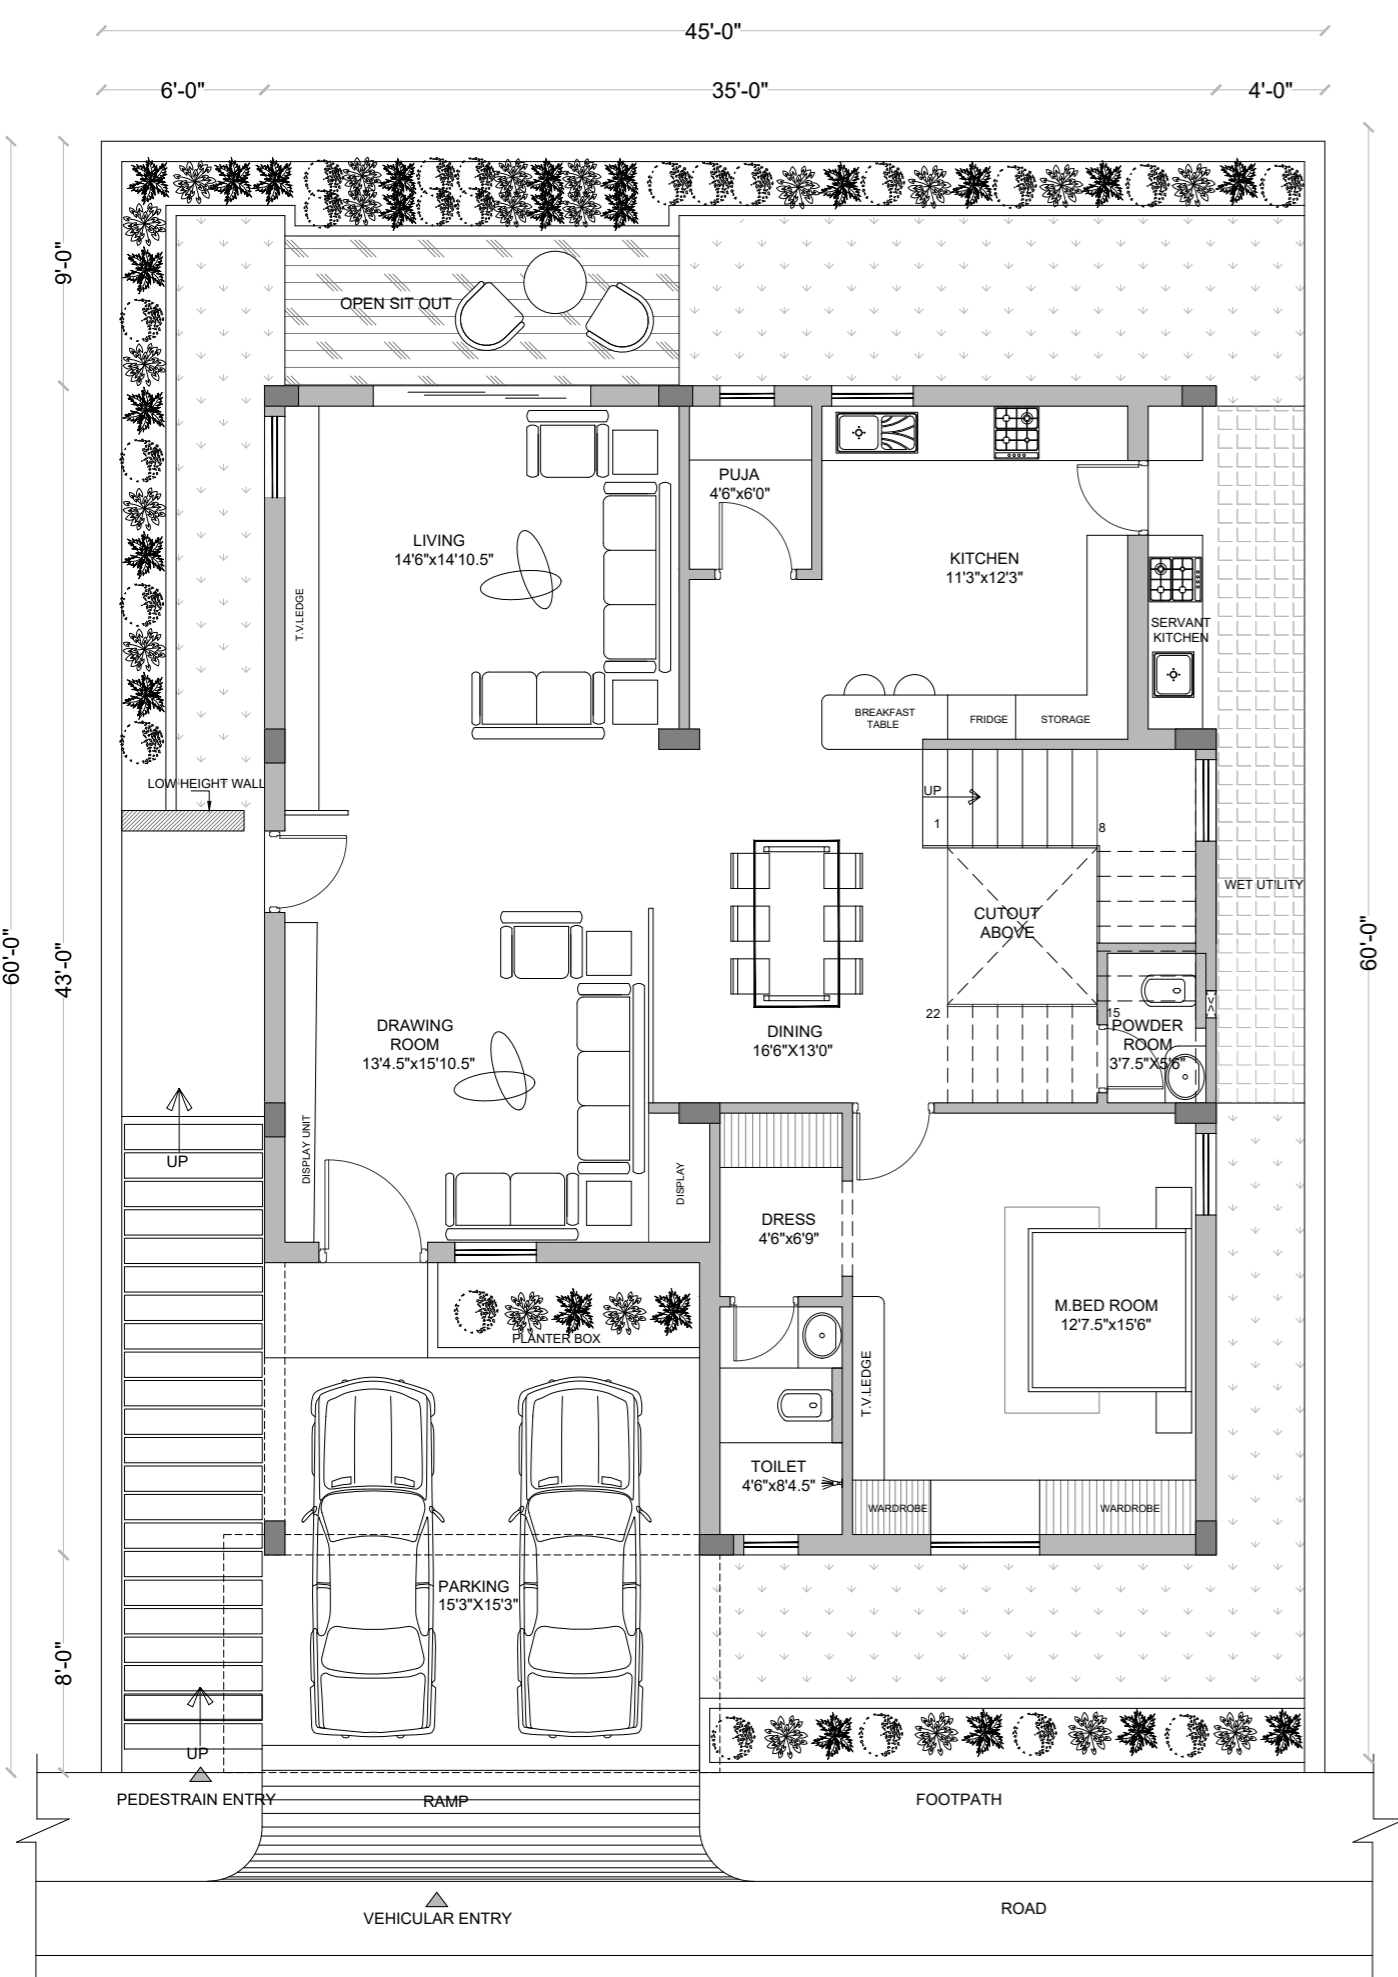 45'-0"
6'-0"
35'-0"
4'-0"
9'-0"
OPEN SIT OUT
PUJA
4'6"x6'0"
LIVING
14'6"x14'10.5"
KITCHEN
11'3"x12'3"
T.V.LEDGE
SERVANT
KITCHEN
BREAKFAST
TABLE
FRIDGE
STORAGE
LOW HEIGHT WALL
UP
1
8
WET UTILITY
CUTOUT
ABOVE
60'-0"
43'-0"
60'-0"
22
15
DRAWING
ROOM
13'4.5"x15'10.5"
DINING
16'6"X13'0"
POWDER
ROOM
3'7.5"X5'6"
UP
DISPLAY UNIT
DISPLAY
DRESS
4'6"x6'9"
M.BED ROOM
12'7.5"x15'6"
PLANTER BOX
T.V.LEDGE
TOILET
4'6"x8'4.5"
WARDROBE
WARDROBE
PARKING
15'3"X15'3"
8'-0"
UP
PEDESTRAIN ENTRY
RAMP
FOOTPATH
VEHICULAR ENTRY
ROAD